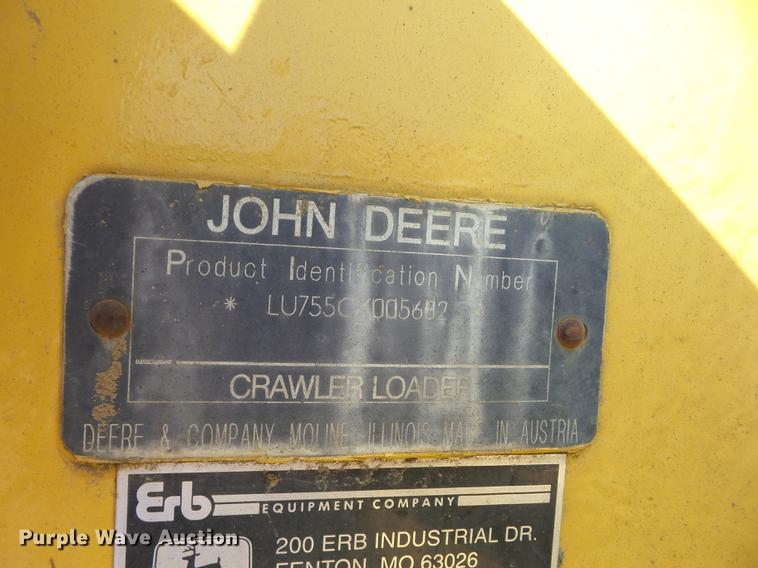 JOHN DEERE
Product Identification Number
CRAWLER LOADER
DEERE & COMPANY MOLINE, ILLINOIS MADE IN AUSTRIA
Erb
EQUIPMENT COMPANY
200 ERB INDUSTRIAL DR.
FENTON, MO 63026
Purple Wave Auction